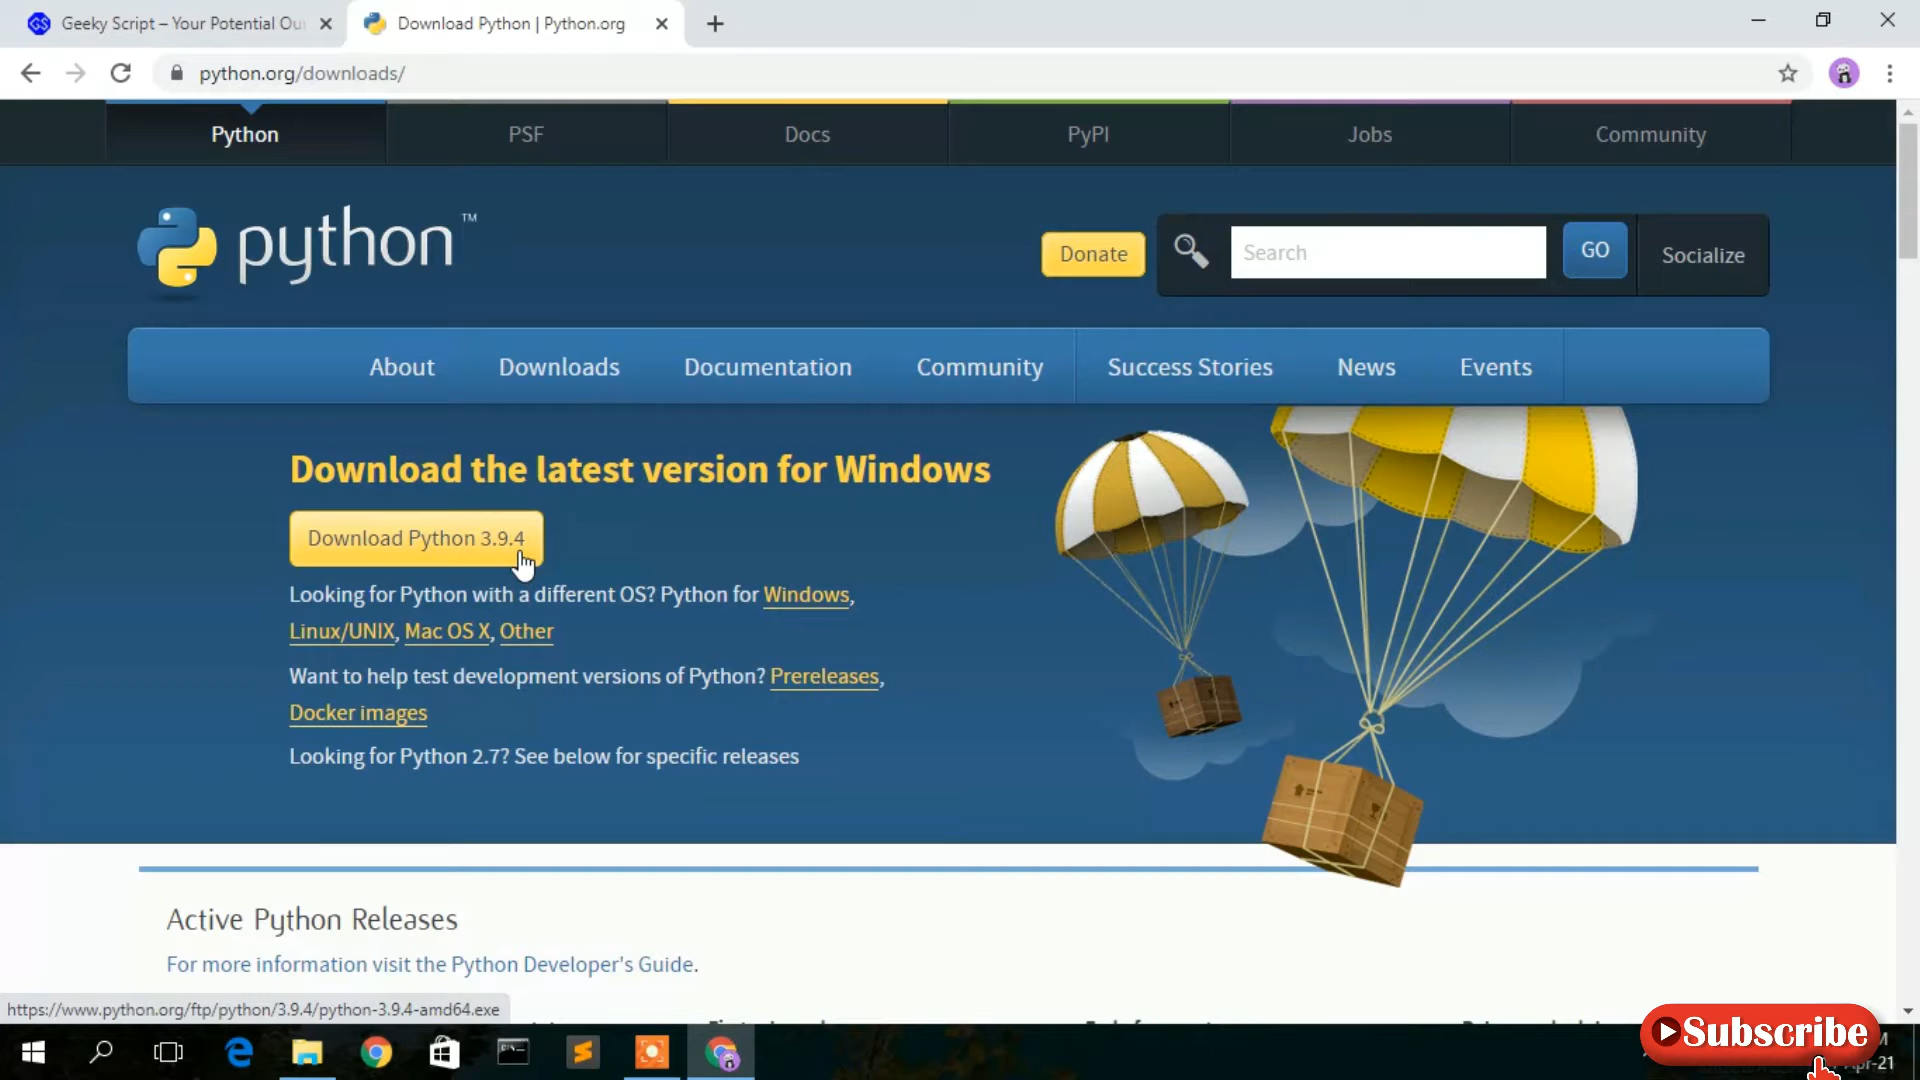 Geeky Script – Your Potential Ou
Download Python | Python.org
python.org/downloads/
Python
PSF
Docs
PyPI
Jobs
Community
python™
Donate
Search
GO
Socialize
About
Downloads
Documentation
Community
Success Stories
News
Events
Download the latest version for Windows
Download Python 3.9.4
Looking for Python with a different OS? Python for Windows,
Linux/UNIX, Mac OS X, Other
Want to help test development versions of Python? Prereleases,
Docker images
Looking for Python 2.7? See below for specific releases
Active Python Releases
For more information visit the Python Developer's Guide.
https://www.python.org/ftp/python/3.9.4/python-3.9.4-amd64.exe
Subscribe